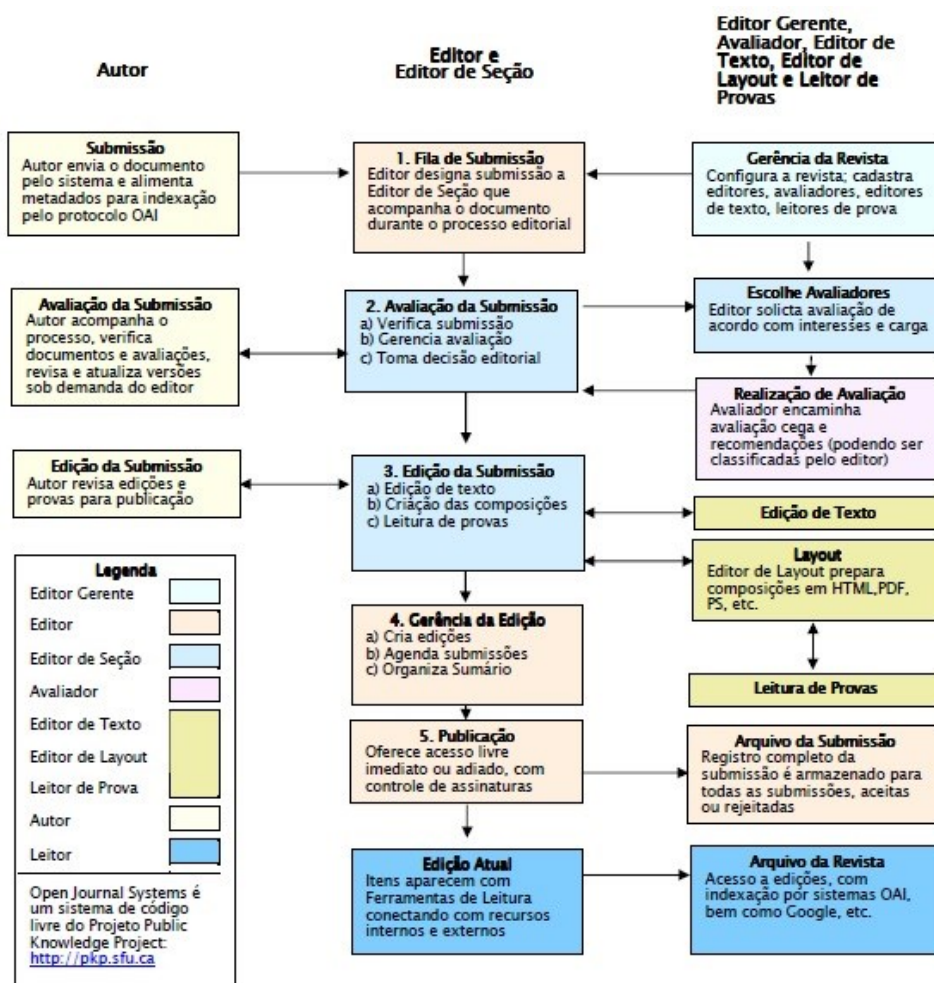 Autor
Editor e
Editor de Seção
Editor Gerente,
Avaliador, Editor de
Texto, Editor de
Layout e Leitor de
Provas
Submissão
Autor envia o documento
pelo sistema e alimenta
metadados para indexação
pelo protocolo OAI
1. Fila de Submissão
Editor designa submissão a
Editor de Seção que
acompanha o documento
durante o processo editorial
Gerência da Revista
Configura a revista; cadastra
editores, avaliadores, editores
de texto, leitores de prova
Avaliação da Submissão
Autor acompanha o
processo, verifica
documentos e avaliações,
revisa e atualiza versões
sob demanda do editor
2. Avaliação da Submissão
a) Verifica submissão
b) Gerencia avaliação
c) Toma decisão editorial
Escolhe Avaliadores
Editor solicta avaliação de
acordo com interesses e carga
Realização de Avaliação
Avaliador encaminha
avaliação cega e
recomendações (podendo ser
classificadas pelo editor)
Edição da Submissão
Autor revisa edições e
provas para publicação
3. Edição da Submissão
a) Edição de texto
b) Criação das composições
c) Leitura de provas
Edição de Texto
Layout
Editor de Layout prepara
composições em HTML,PDF,
PS, etc.
Leitura de Provas
4. Gerência da Edição
a) Cria edições
b) Agenda submissões
c) Organiza Sumário
5. Publicação
Oferece acesso livre
imediato ou adiado, com
controle de assinaturas
Arquivo da Submissão
Registro completo da
submissão é armazenado para
todas as submissões, aceitas
ou rejeitadas
Edição Atual
Itens aparecem com
Ferramentas de Leitura
conectando com recursos
internos e externos
Arquivo da Revista
Acesso a edições, com
indexação por sistemas OAI,
bem como Google, etc.
Legenda
Editor Gerente
Editor
Editor de Seção
Avaliador
Editor de Texto
Editor de Layout
Leitor de Prova
Autor
Leitor
Open Journal Systems é
um sistema de código
livre do Projeto Public
Knowledge Project:
http://pkp.sfu.ca